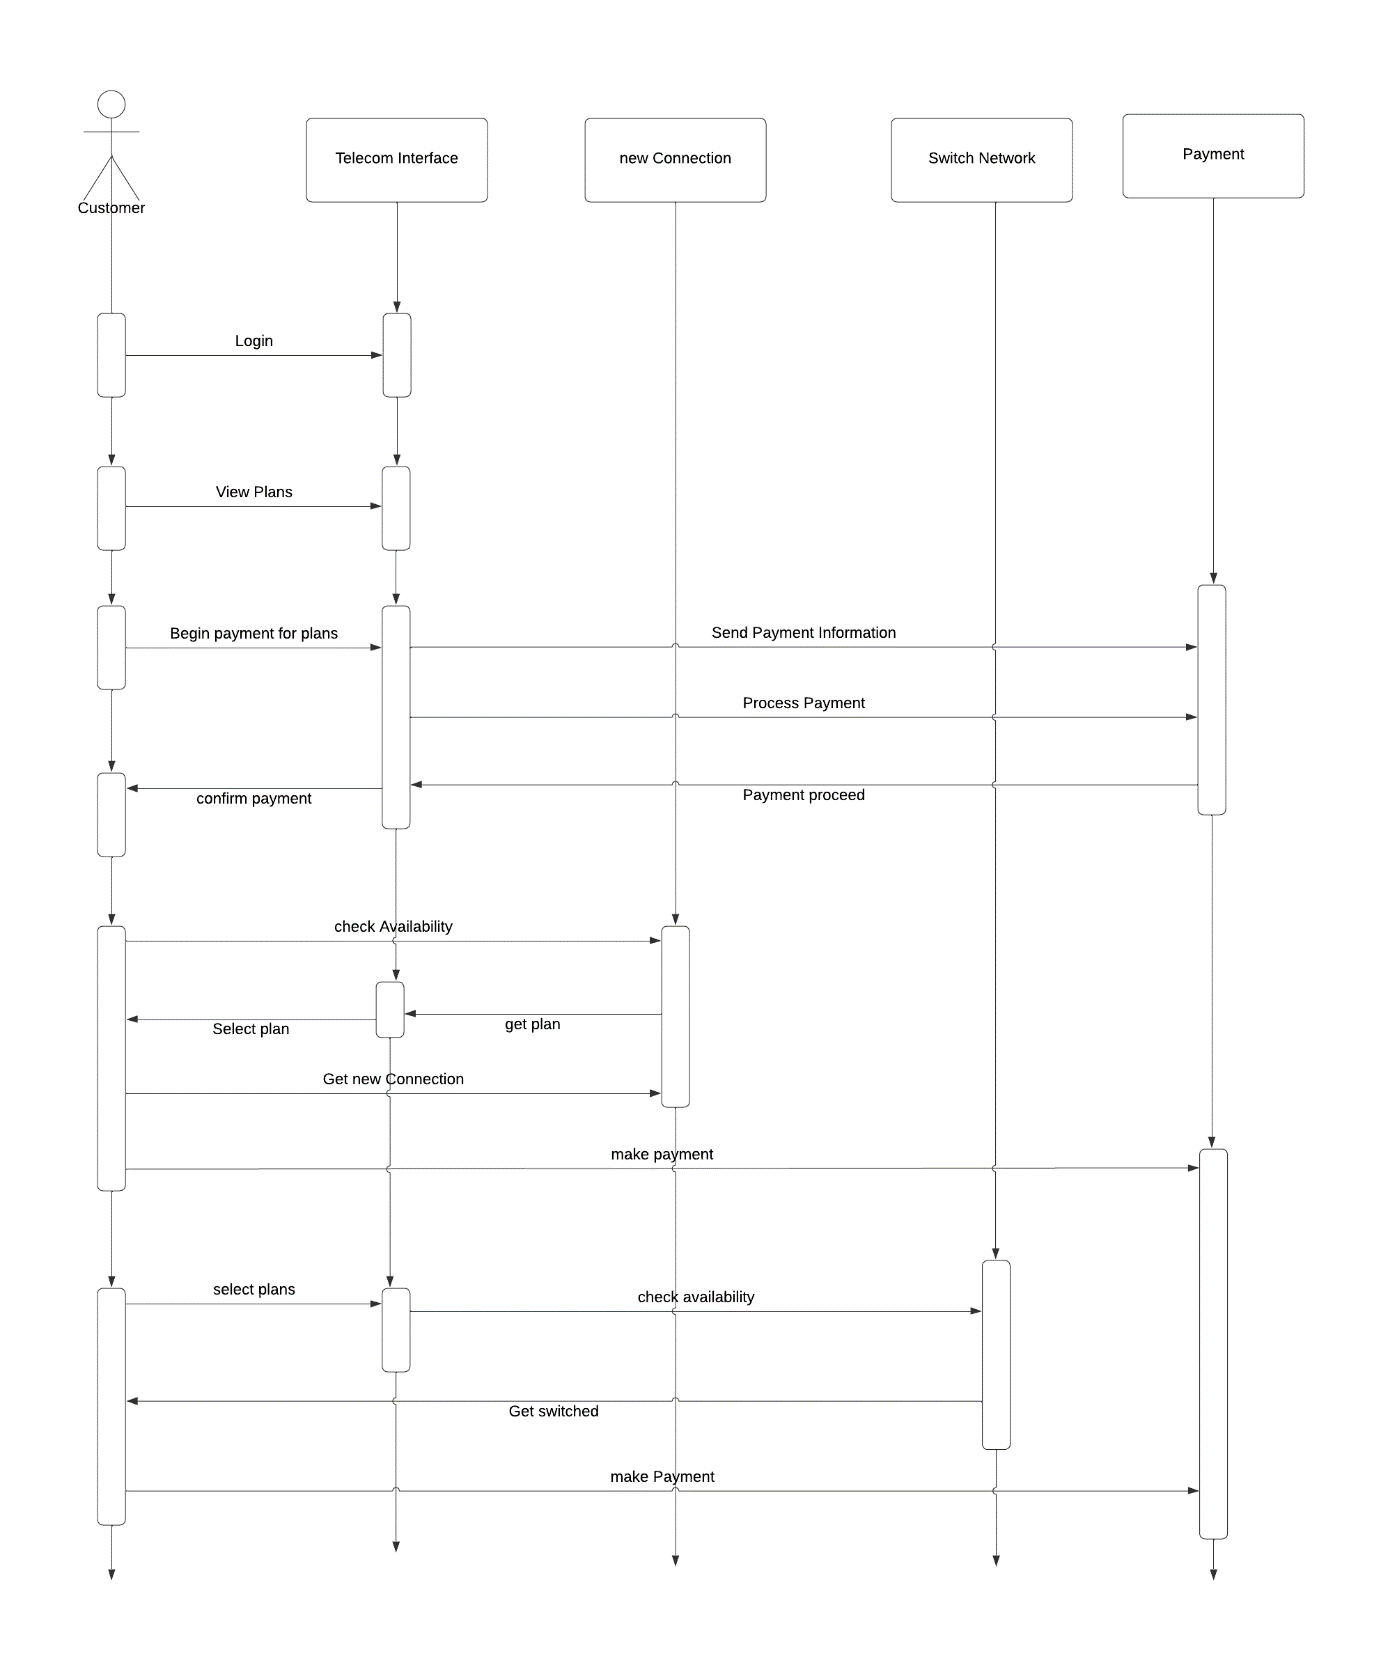 Customer
Telecom Interface
new Connection
Switch Network
Payment
Login
View Plans
Begin payment for plans
Send Payment Information
Process Payment
Payment proceed
confirm payment
check Availability
get plan
Select plan
Get new Connection
make payment
select plans
check availability
Get switched
make Payment